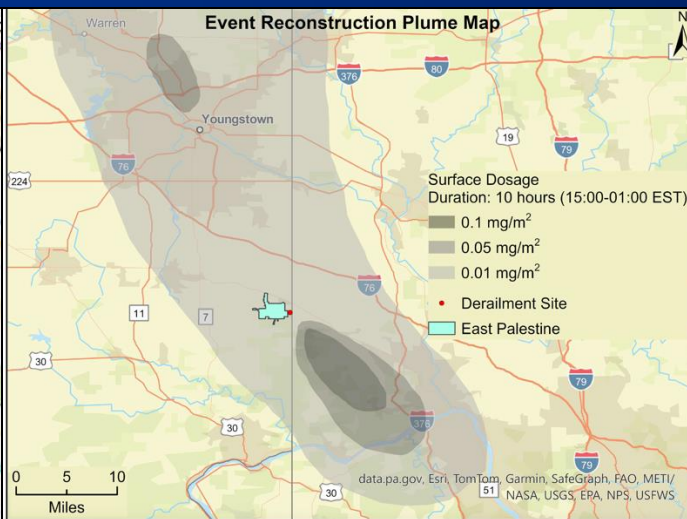 Event Reconstruction Plume Map
N
Warren
376
80
Youngstown
19
79
76
224
Surface Dosage
Duration: 10 hours (15:00-01:00 EST)
0.1 mg/m²
0.05 mg/m²
0.01 mg/m²
Derailment Site
East Palestine
76
11
7
30
79
376
30
79
data.pa.gov, Esri, TomTom, Garmin, SafeGraph, FAO, METI/
NASA, USGS, EPA, NPS, USFWS
51
30
0 5 10
Miles